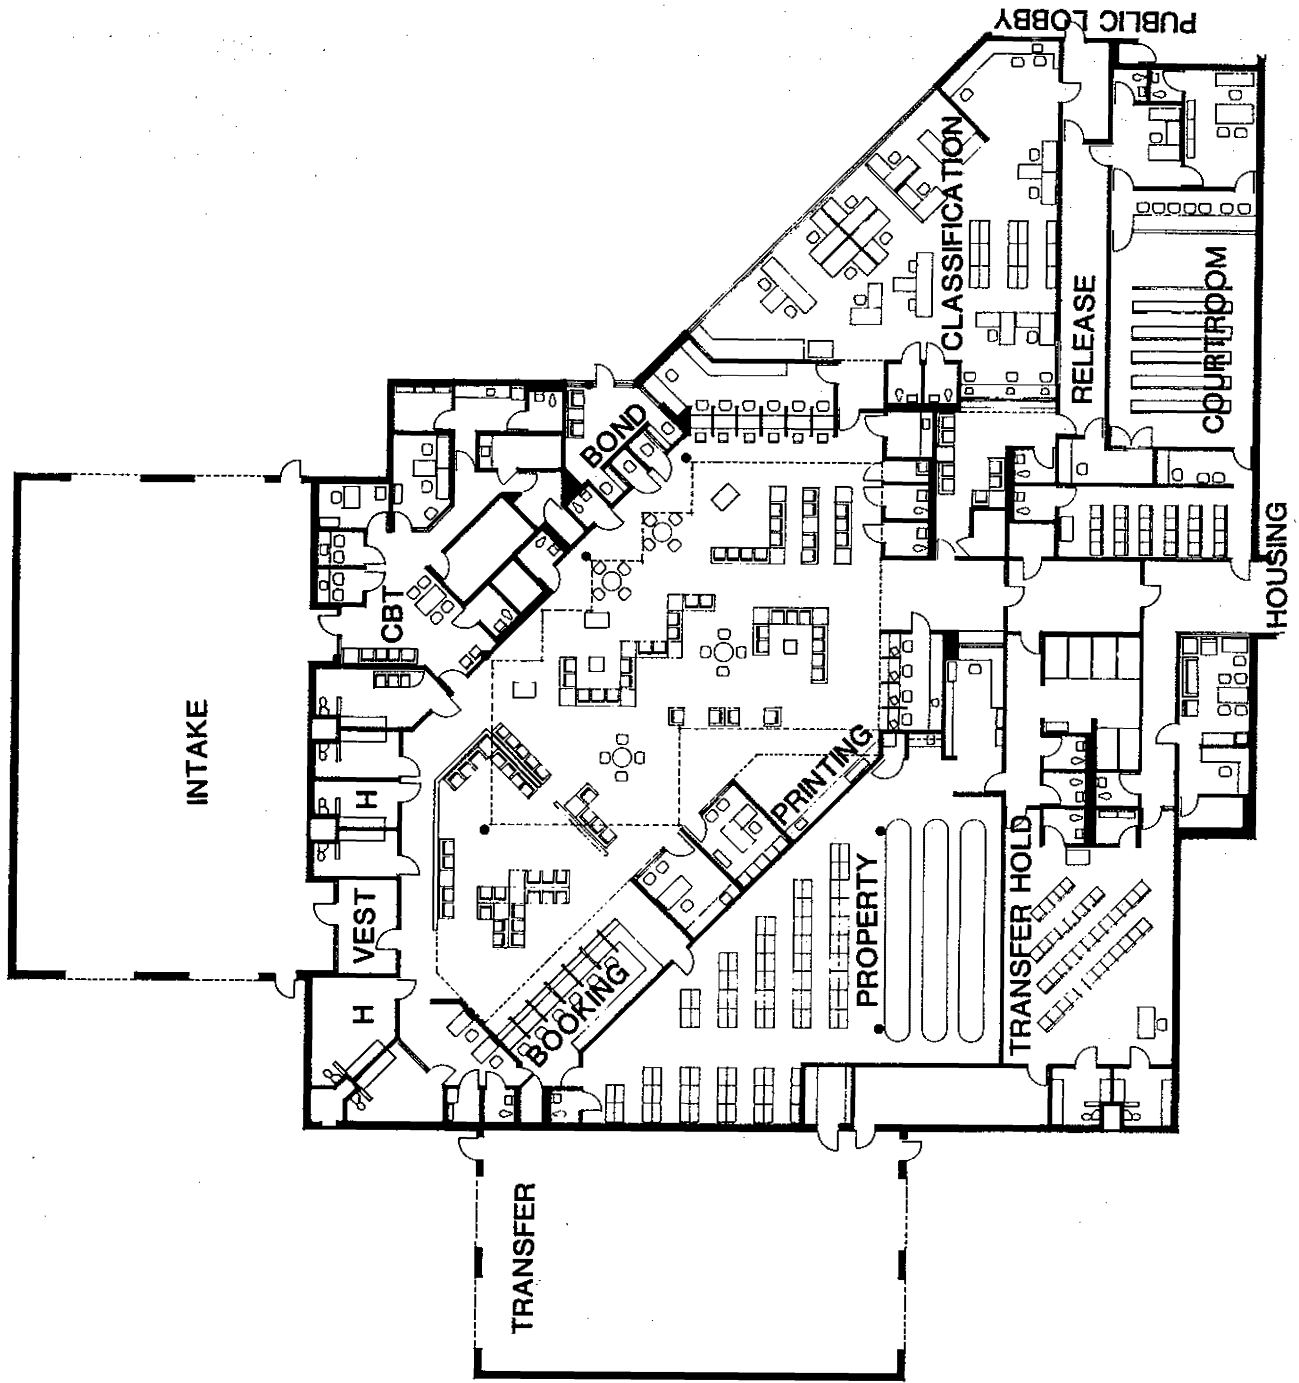 PUBLIC LOBBY
CLASSIFICATION
RELEASE
COURTROOM
BOND
HOUSING
CBT
INTAKE
H
PRINTING
VEST
PROPERTY
TRANSFER HOLD
H
BOOKING
TRANSFER